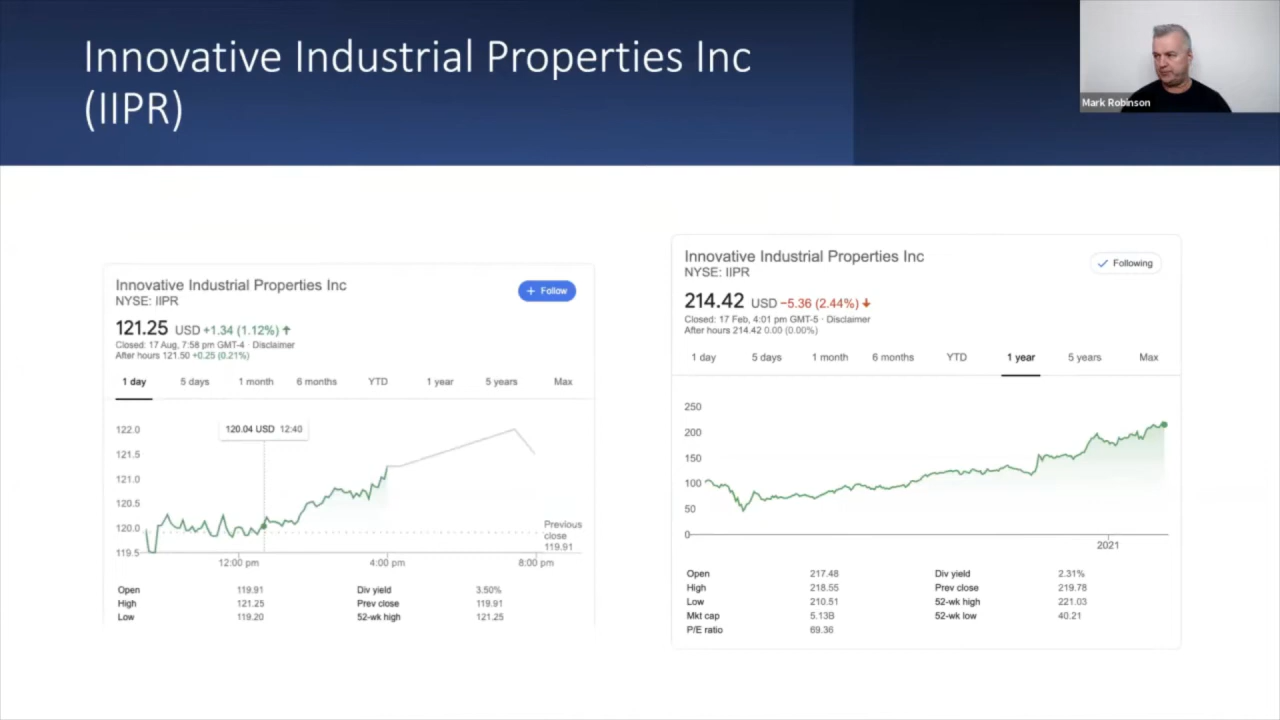 Innovative Industrial Properties Inc
(IIPR)
Mark Robinson
Innovative Industrial Properties Inc
NYSE: IIPR
+ Follow
121.25 USD +1.34 (1.12%) ↑
Closed: 17 Aug, 7:58 pm GMT-4 · Disclaimer
After hours 121.50 +0.25 (0.21%)
1 day 5 days 1 month 6 months YTD 1 year 5 years Max
120.04 USD 12:40
122.0
121.5
121.0
120.5
120.0
119.5
Previous
close
119.91
12:00 pm 4:00 pm 8:00 pm
Open 119.91 Div yield 3.50%
High 121.25 Prev close 119.91
Low 119.20 52-wk high 121.25
Innovative Industrial Properties Inc
NYSE: IIPR
✓ Following
214.42 USD −5.36 (2.44%) ↓
Closed: 17 Feb, 4:01 pm GMT-5 · Disclaimer
After hours 214.42 0.00 (0.00%)
1 day 5 days 1 month 6 months YTD 1 year 5 years Max
250
200
150
100
50
0
2021
Open 217.48 Div yield 2.31%
High 218.55 Prev close 219.78
Low 210.51 52-wk high 221.03
Mkt cap 5.13B 52-wk low 40.21
P/E ratio 69.36